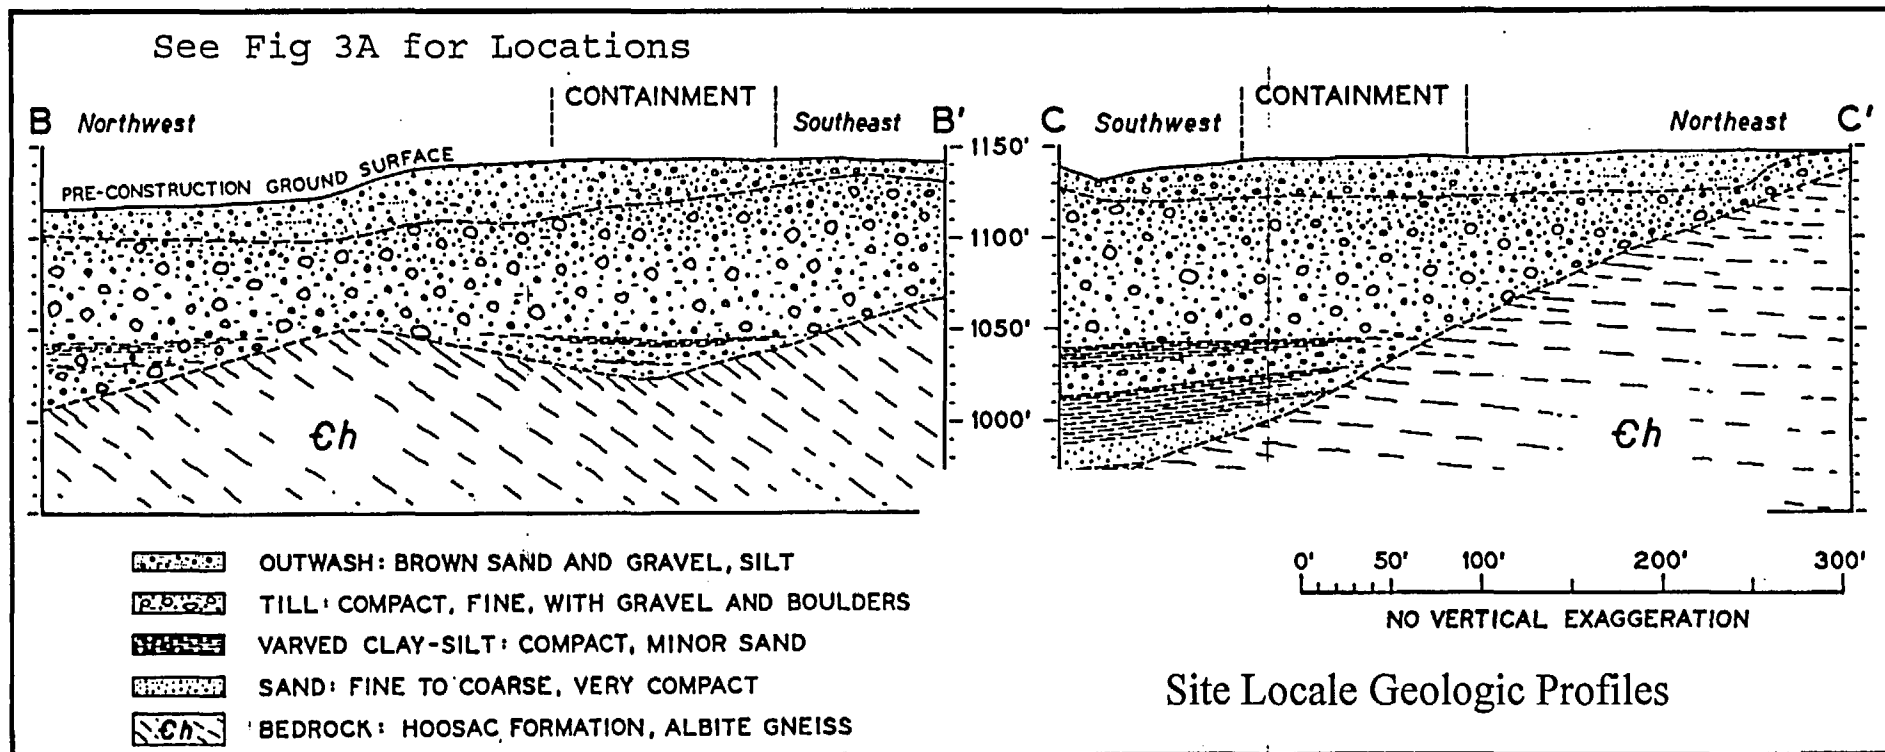 See Fig 3A for Locations
B Northwest CONTAINMENT Southeast B'
PRE-CONSTRUCTION GROUND SURFACE
C Southwest CONTAINMENT Northeast C'
1150'
1100'
1050'
1000'
Ꞓh
Ꞓh
OUTWASH: BROWN SAND AND GRAVEL, SILT
TILL: COMPACT, FINE, WITH GRAVEL AND BOULDERS
VARVED CLAY-SILT: COMPACT, MINOR SAND
SAND: FINE TO COARSE, VERY COMPACT
Ꞓh BEDROCK: HOOSAC FORMATION, ALBITE GNEISS
0' 50' 100' 200' 300'
NO VERTICAL EXAGGERATION
Site Locale Geologic Profiles